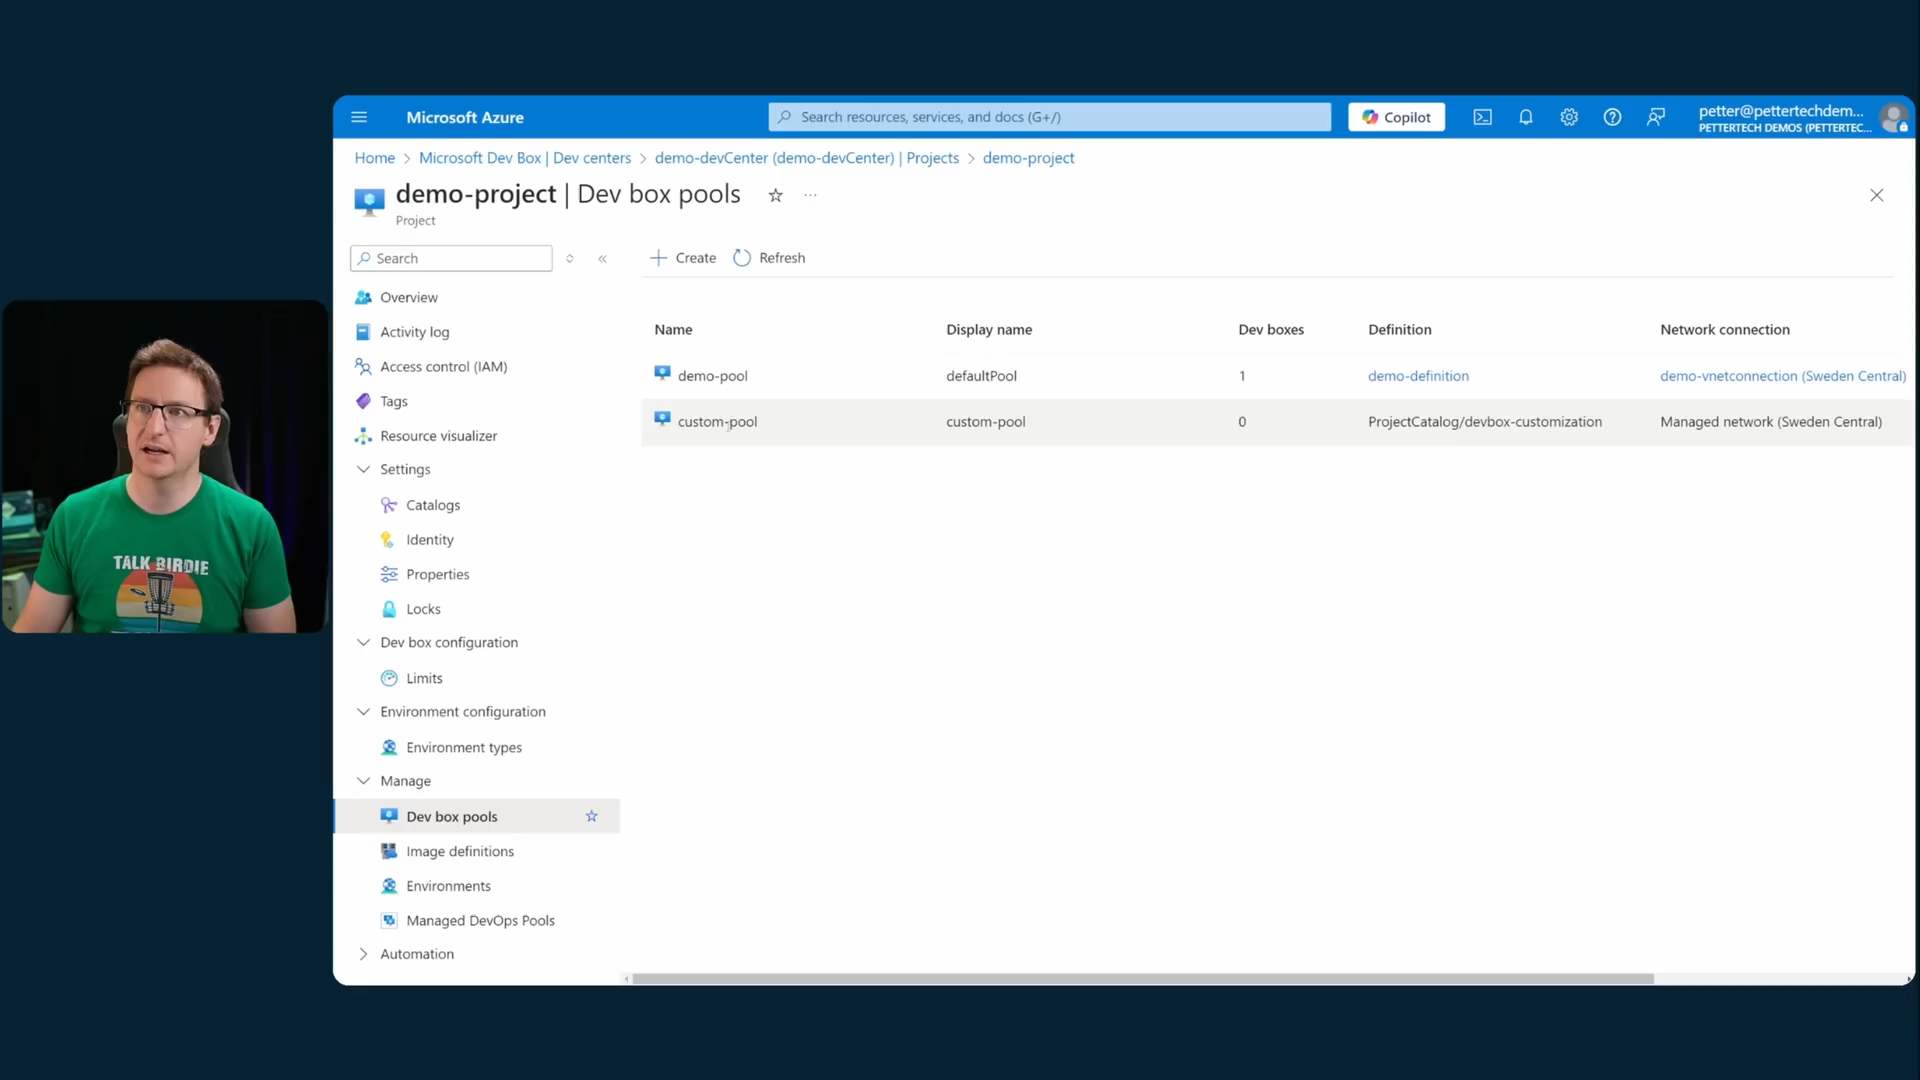 Microsoft Azure
Search resources, services, and docs (G+/)
Copilot
petter@pettertechdem...
PETTERTECH DEMOS (PETTERTEC...
Home > Microsoft Dev Box | Dev centers > demo-devCenter (demo-devCenter) | Projects > demo-project
demo-project | Dev box pools
Project
Search
Create
Refresh
Overview
Activity log
Access control (IAM)
Tags
Resource visualizer
Settings
Catalogs
Identity
Properties
Locks
Dev box configuration
Limits
Environment configuration
Environment types
Manage
Dev box pools
Image definitions
Environments
Managed DevOps Pools
Automation
Name Display name Dev boxes Definition Network connection
demo-pool defaultPool 1 demo-definition demo-vnetconnection (Sweden Central)
custom-pool custom-pool 0 ProjectCatalog/devbox-customization Managed network (Sweden Central)
TALK BIRDIE